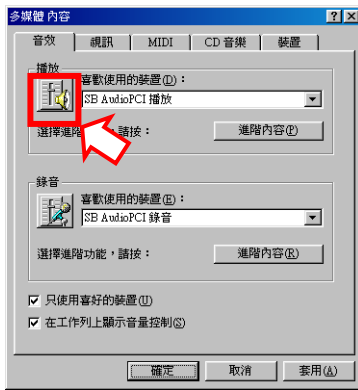 多媒體 內容
音效 視訊 MIDI CD 音樂 裝置
播放
喜歡使用的裝置(D)：
SB AudioPCI 播放
選擇進階 請按： 進階內容(P)
錄音
喜歡使用的裝置(E)：
SB AudioPCI 錄音
選擇進階功能，請按： 進階內容(R)
只使用喜好的裝置(U)
在工作列上顯示音量控制(S)
確定 取消 套用(A)